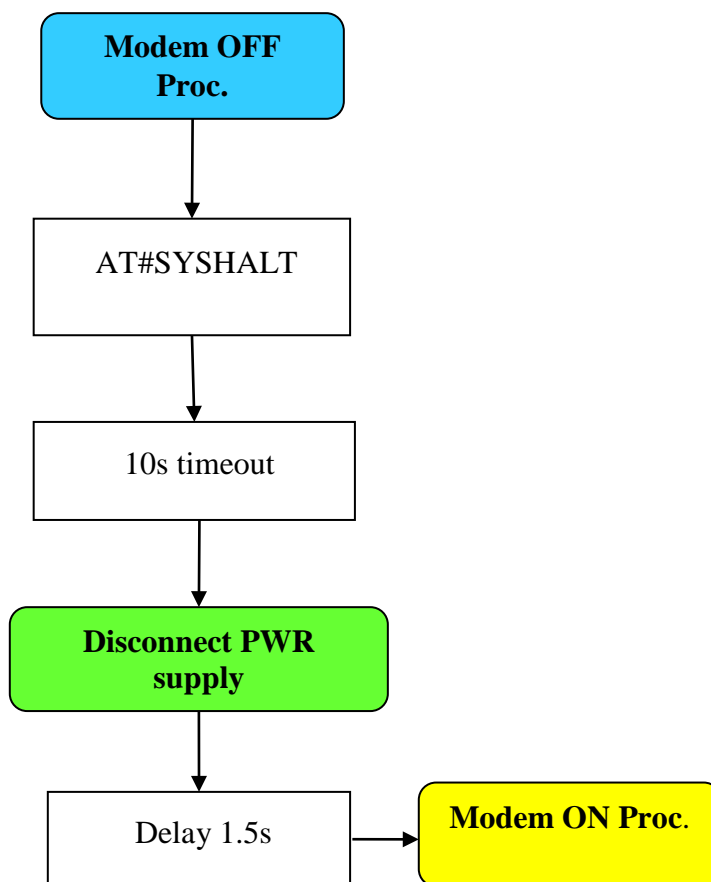 Modem OFF
Proc.
AT#SYSHALT
10s timeout
Disconnect PWR
supply
Delay 1.5s
Modem ON Proc.